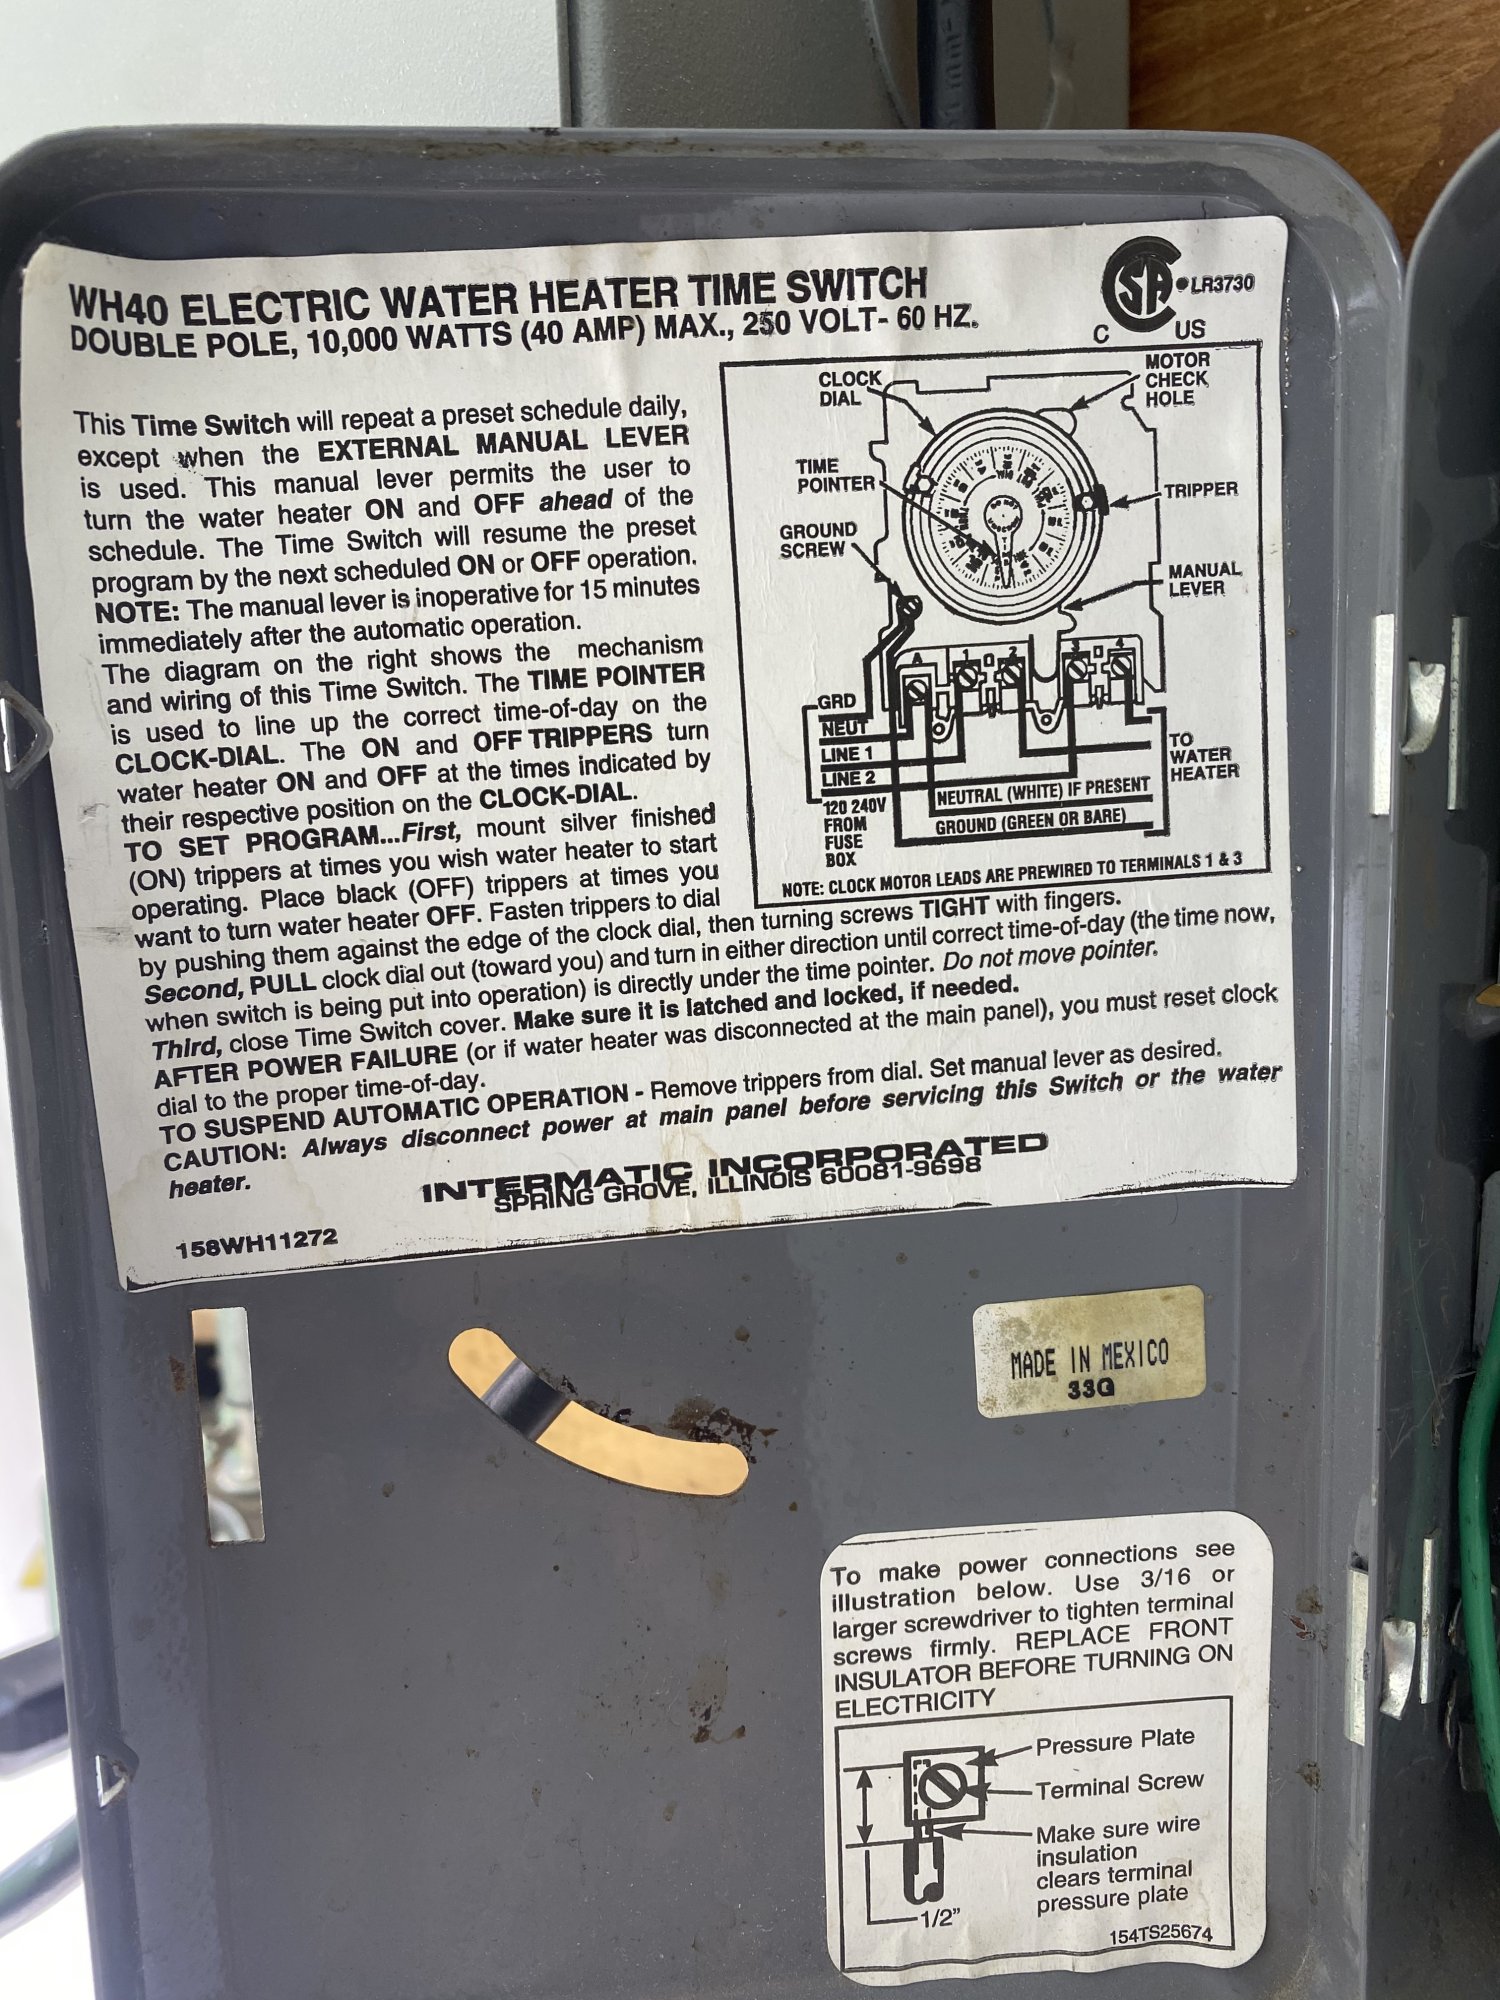 WH40 ELECTRIC WATER HEATER TIME SWITCH
DOUBLE POLE, 10,000 WATTS (40 AMP) MAX., 250 VOLT- 60 HZ.
CSA
LR3730
C US
This Time Switch will repeat a preset schedule daily,
except when the EXTERNAL MANUAL LEVER
is used. This manual lever permits the user to
turn the water heater ON and OFF ahead of the
schedule. The Time Switch will resume the preset
program by the next scheduled ON or OFF operation.
NOTE: The manual lever is inoperative for 15 minutes
immediately after the automatic operation.
The diagram on the right shows the mechanism
and wiring of this Time Switch. The TIME POINTER
is used to line up the correct time-of-day on the
CLOCK-DIAL. The ON and OFF TRIPPERS turn
water heater ON and OFF at the times indicated by
their respective position on the CLOCK-DIAL.
TO SET PROGRAM...First, mount silver finished
(ON) trippers at times you wish water heater to start
operating. Place black (OFF) trippers at times you
want to turn water heater OFF. Fasten trippers to dial
by pushing them against the edge of the clock dial, then turning screws TIGHT with fingers.
Second, PULL clock dial out (toward you) and turn in either direction until correct time-of-day (the time now,
when switch is being put into operation) is directly under the time pointer. Do not move pointer.
Third, close Time Switch cover. Make sure it is latched and locked, if needed.
AFTER POWER FAILURE (or if water heater was disconnected at the main panel), you must reset clock
dial to the proper time-of-day.
TO SUSPEND AUTOMATIC OPERATION - Remove trippers from dial. Set manual lever as desired.
CAUTION: Always disconnect power at main panel before servicing this Switch or the water
heater.
INTERMATIC INCORPORATED
SPRING GROVE, ILLINOIS 60081-9698
158WH11272
CLOCK
DIAL
MOTOR
CHECK
HOLE
TIME
POINTER
TRIPPER
GROUND
SCREW
MANUAL
LEVER
A 1 2 3 4
GRD
NEUT
LINE 1
LINE 2
120 240V
FROM
FUSE
BOX
TO
WATER
HEATER
NEUTRAL (WHITE) IF PRESENT
GROUND (GREEN OR BARE)
NOTE: CLOCK MOTOR LEADS ARE PREWIRED TO TERMINALS 1 & 3
MADE IN MEXICO
33Q
To make power connections see
illustration below. Use 3/16 or
larger screwdriver to tighten terminal
screws firmly. REPLACE FRONT
INSULATOR BEFORE TURNING ON
ELECTRICITY
Pressure Plate
Terminal Screw
Make sure wire
insulation
clears terminal
pressure plate
1/2"
154TS25674